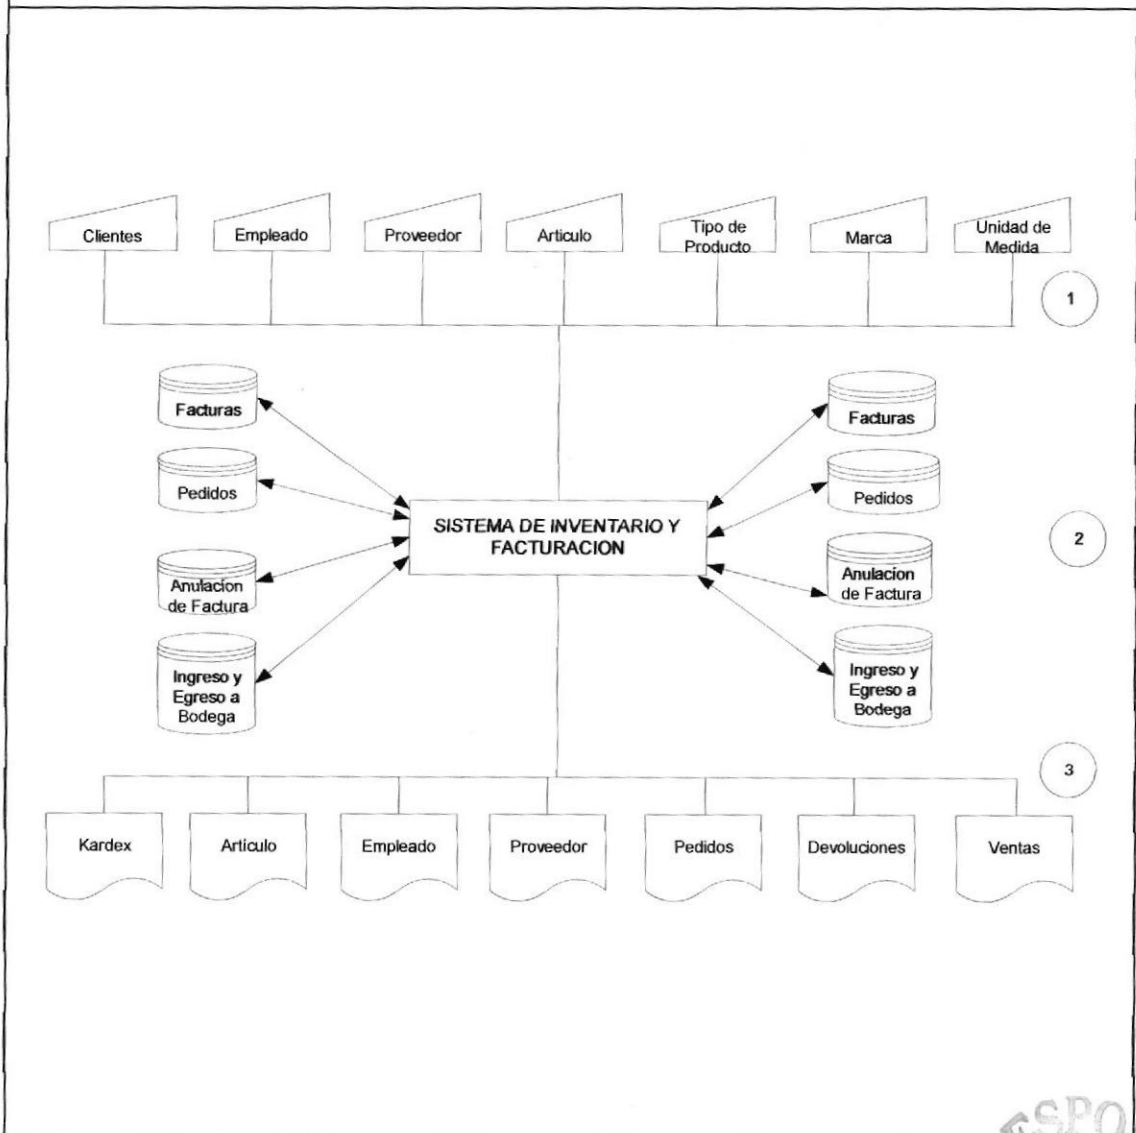 Clientes
Empleado
Proveedor
Articulo
Tipo de
Producto
Marca
Unidad de
Medida
1
Facturas
Pedidos
Anulacion
de Factura
Ingreso y
Egreso a
Bodega
SISTEMA DE INVENTARIO Y
FACTURACION
Facturas
Pedidos
Anulacion
de Factura
Ingreso y
Egreso a
Bodega
2
3
Kardex
Articulo
Empleado
Proveedor
Pedidos
Devoluciones
Ventas
ESPO